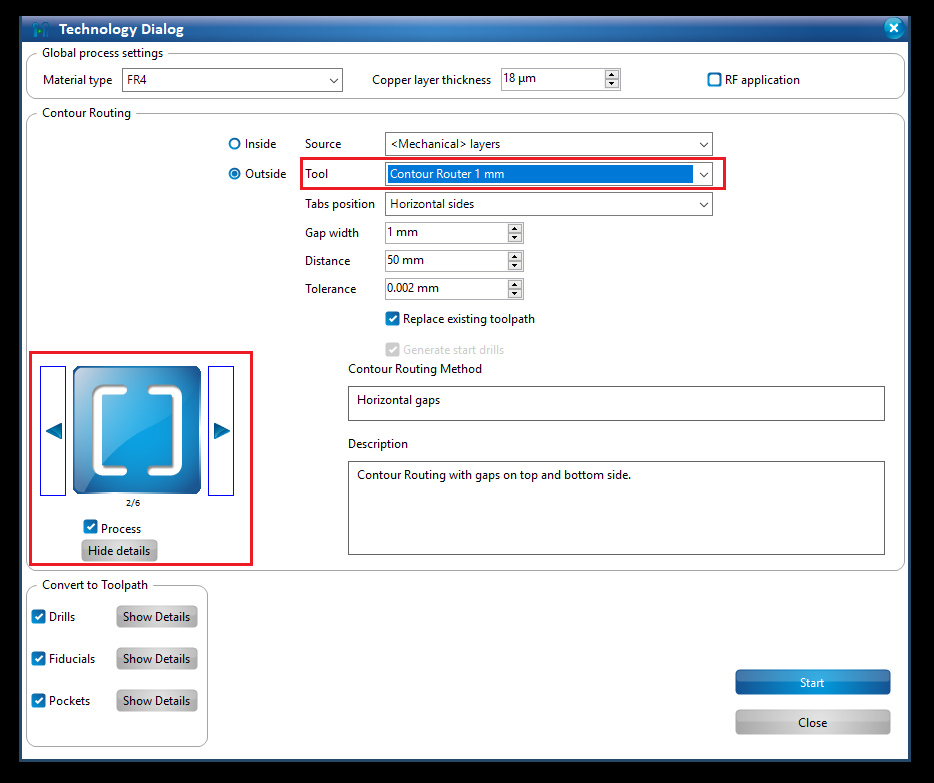 Technology Dialog
Global process settings
Material type FR4 Copper layer thickness 18 µm RF application
Contour Routing
Inside Source <Mechanical> layers
Outside Tool Contour Router 1 mm
Tabs position Horizontal sides
Gap width 1 mm
Distance 50 mm
Tolerance 0.002 mm
Replace existing toolpath
Generate start drills
Contour Routing Method
Horizontal gaps
Description
Contour Routing with gaps on top and bottom side.
2/6
Process
Hide details
Convert to Toolpath
Drills Show Details
Fiducials Show Details
Pockets Show Details
Start
Close